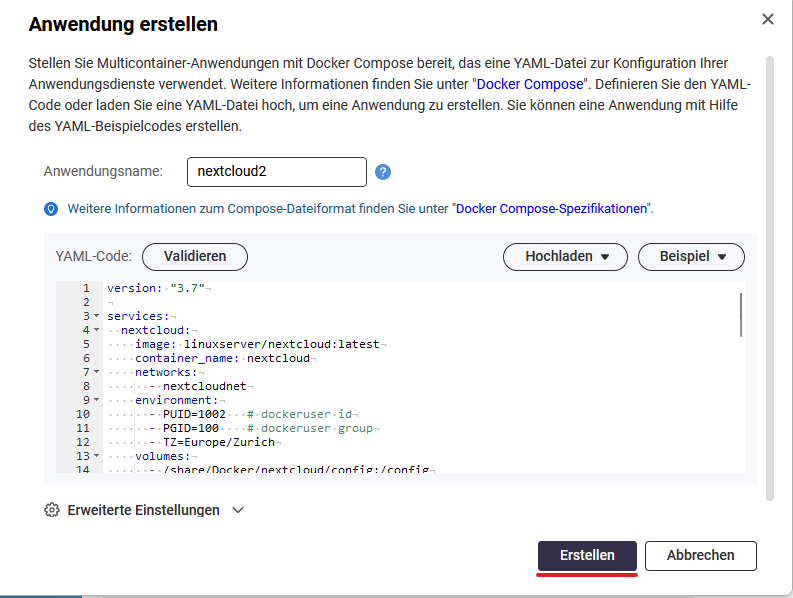 Anwendung erstellen
Stellen Sie Multicontainer-Anwendungen mit Docker Compose bereit, das eine YAML-Datei zur Konfiguration Ihrer
Anwendungsdienste verwendet. Weitere Informationen finden Sie unter "Docker Compose". Definieren Sie den YAML-
Code oder laden Sie eine YAML-Datei hoch, um eine Anwendung zu erstellen. Sie können eine Anwendung mit Hilfe
des YAML-Beispielcodes erstellen.
Anwendungsname: nextcloud2
Weitere Informationen zum Compose-Dateiformat finden Sie unter "Docker Compose-Spezifikationen".
YAML-Code: Validieren Hochladen Beispiel
1 version: "3.7"
2
3 services:
4 nextcloud:
5 image: linuxserver/nextcloud:latest
6 container_name: nextcloud
7 networks:
8 - nextcloudnet
9 environment:
10 - PUID=1002 # dockeruser id
11 - PGID=100 # dockeruser group
12 - TZ=Europe/Zurich
13 volumes:
14 - /share/Docker/nextcloud/config:/config
Erweiterte Einstellungen
Erstellen Abbrechen